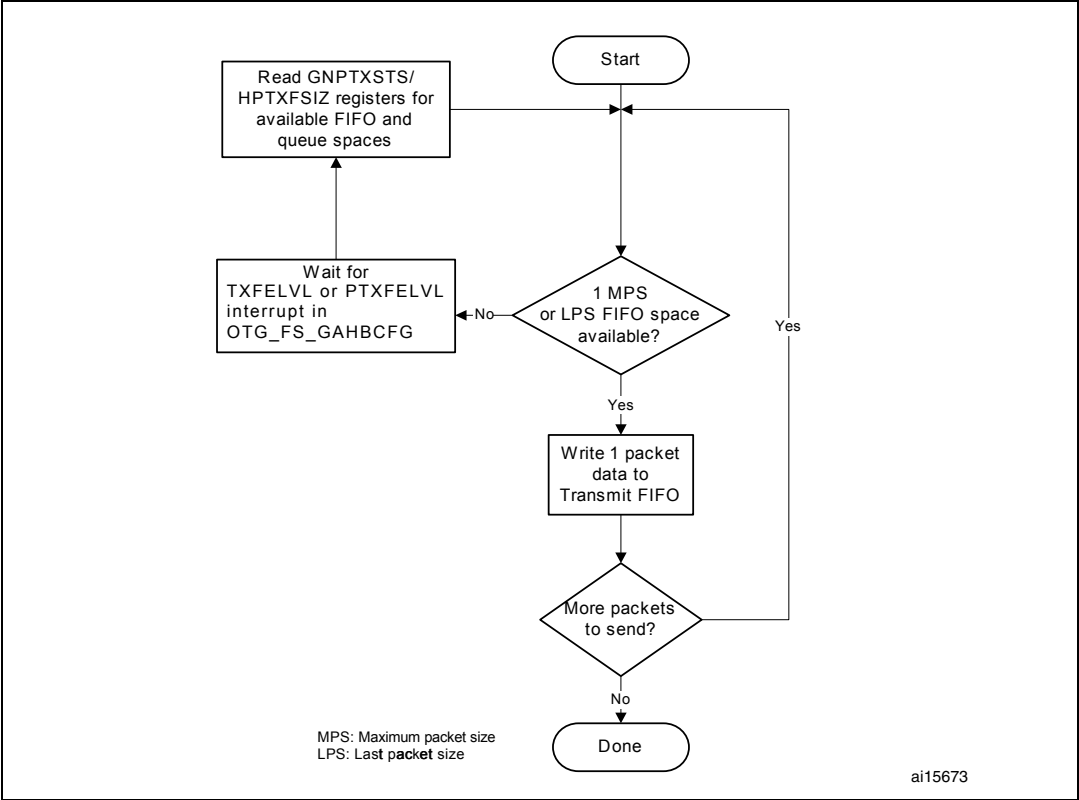 Start
Read GNPTXSTS/
HPTXFSIZ registers for
available FIFO and
queue spaces
Wait for
TXFELVL or PTXFELVL
interrupt in
OTG_FS_GAHBCFG
No
1 MPS
or LPS FIFO space
available?
Yes
Yes
Write 1 packet
data to
Transmit FIFO
More packets
to send?
No
Done
MPS: Maximum packet size
LPS: Last packet size
ai15673